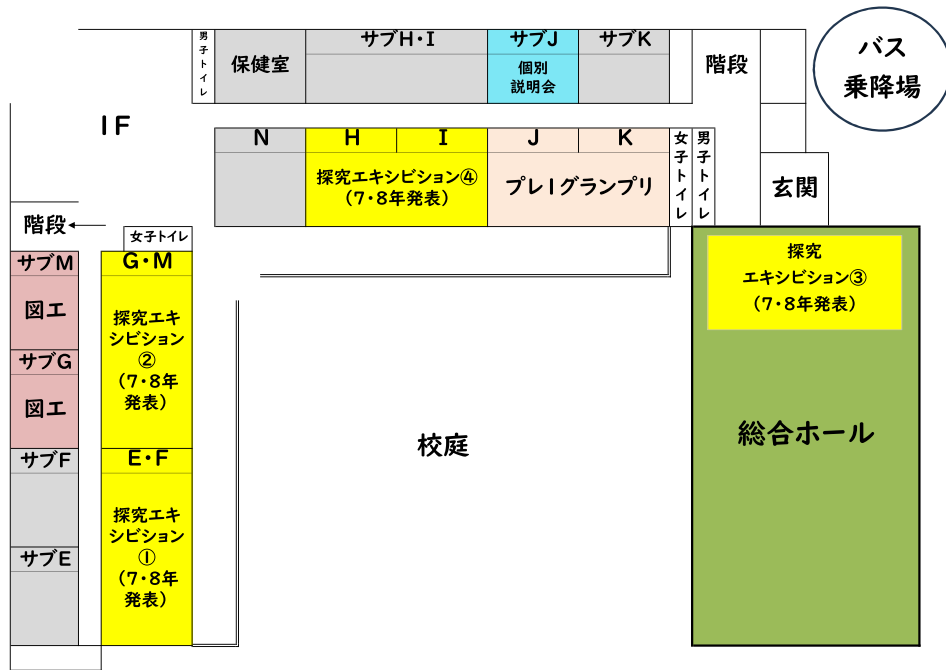 男子トイレ
保健室
サブH・I
サブJ
個別
説明会
サブK
階段
バス
乗降場
1F
N
H
I
探究エキシビション④
(7・8年発表)
J
K
プレ1グランプリ
女子トイレ
男子トイレ
玄関
階段
女子トイレ
サブM
図工
サブG
図工
サブF
サブE
G・M
探究エキ
シビション
②
(7・8年
発表)
E・F
探究エキ
シビション
①
(7・8年
発表)
校庭
探究
エキシビション③
(7・8年発表)
総合ホール